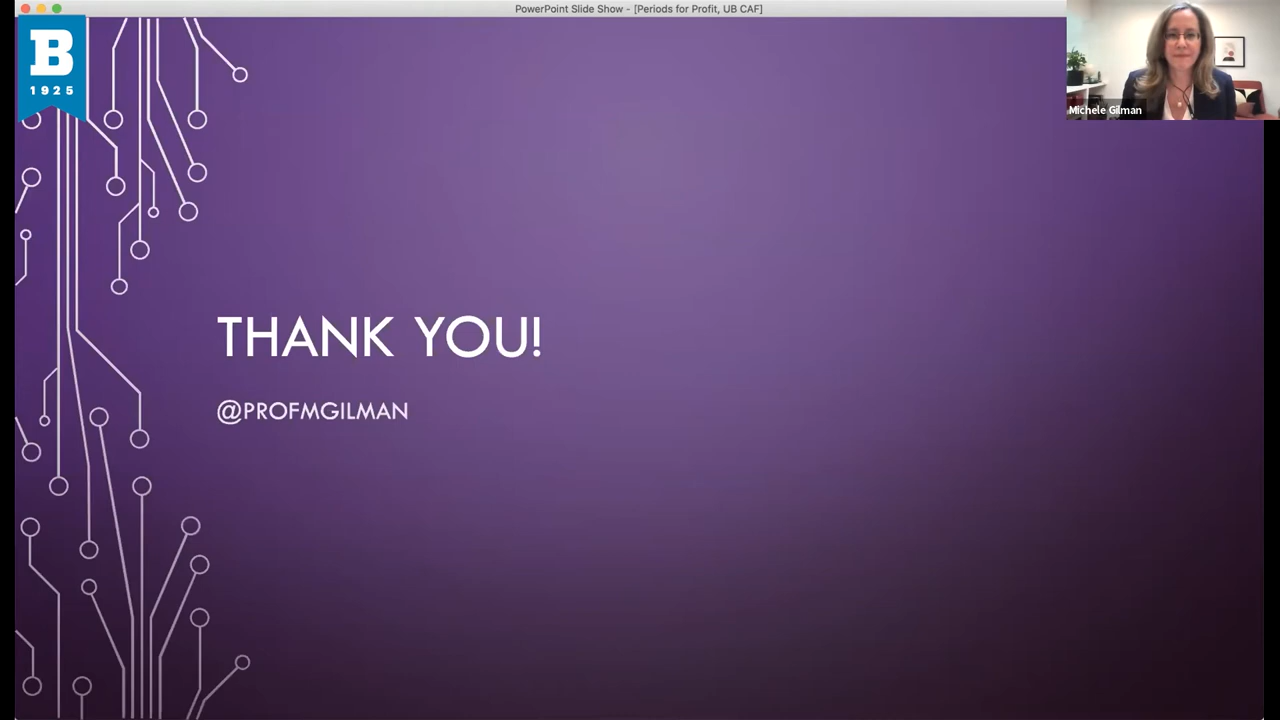 PowerPoint Slide Show - [Periods for Profit, UB CAF]
B
1925
Michele Gilman
THANK YOU!
@PROFMGILMAN